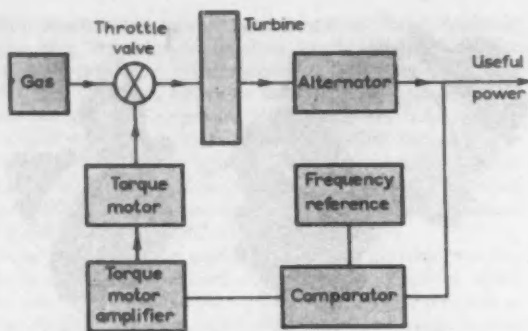 Throttle
valve
Turbine
Gas
Alternator
Useful
power
Torque
motor
Frequency
reference
Torque
motor
amplifier
Comparator